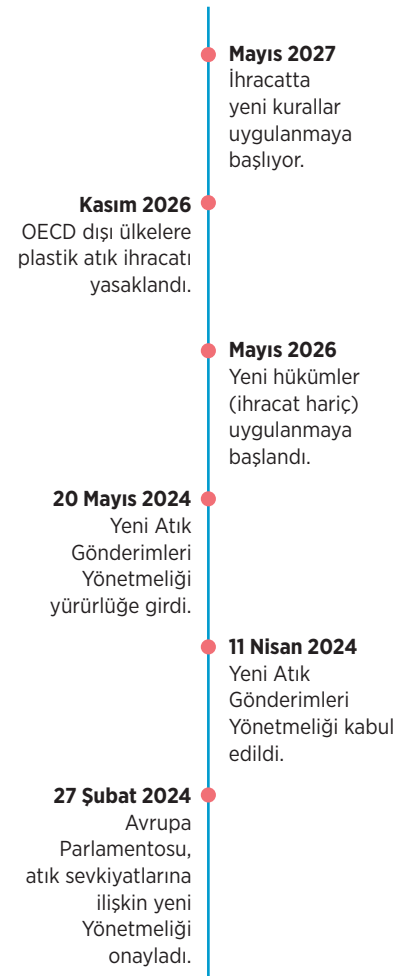 Mayıs 2027
İhracatta
yeni kurallar
uygulanmaya
başlıyor.
Kasım 2026
OECD dışı ülkelere
plastik atık ihracatı
yasaklandı.
Mayıs 2026
Yeni hükümler
(ihracat hariç)
uygulanmaya
başlandı.
20 Mayıs 2024
Yeni Atık
Gönderimleri
Yönetmeliği
yürürlüğe girdi.
11 Nisan 2024
Yeni Atık
Gönderimleri
Yönetmeliği kabul
edildi.
27 Şubat 2024
Avrupa
Parlamentosu,
atık sevkiyatlarına
ilişkin yeni
Yönetmeliği
onayladı.